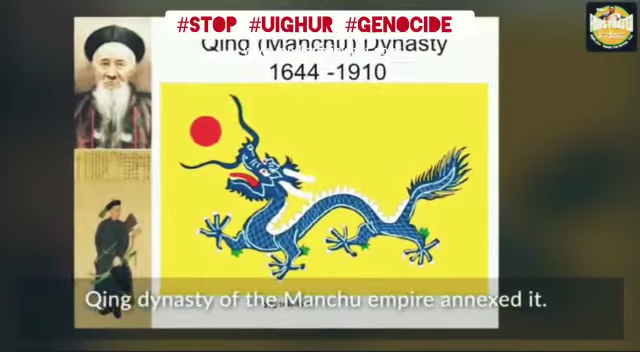 #STOP #UIGHUR #GENOCIDE
Qing (Manchu) Dynasty
1644 -1910
Qing dynasty of the Manchu empire annexed it.